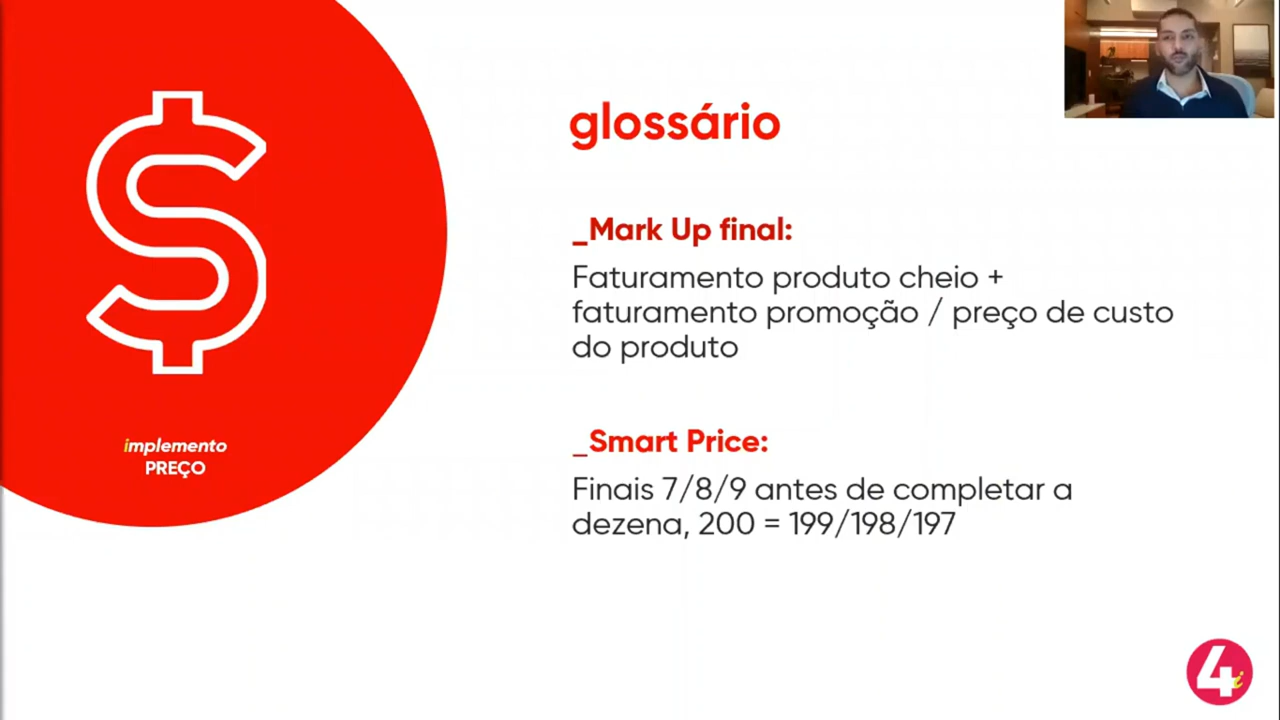 glossário
_Mark Up final:
Faturamento produto cheio +
faturamento promoção / preço de custo
do produto
_Smart Price:
Finais 7/8/9 antes de completar a
dezena, 200 = 199/198/197
implemento
PREÇO
4i